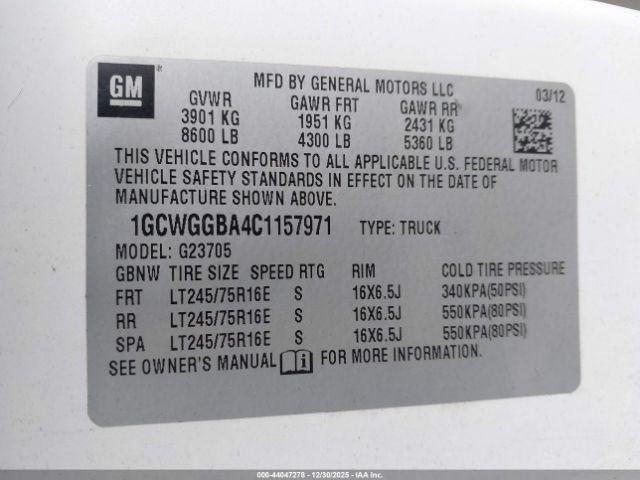 GM
®
MFD BY GENERAL MOTORS LLC
03/12
GVWR GAWR FRT GAWR RR
3901 KG 1951 KG 2431 KG
8600 LB 4300 LB 5360 LB
THIS VEHICLE CONFORMS TO ALL APPLICABLE U.S. FEDERAL MOTOR
VEHICLE SAFETY STANDARDS IN EFFECT ON THE DATE OF
MANUFACTURE SHOWN ABOVE.
1GCWGGBA4C1157971 TYPE: TRUCK
MODEL: G23705
GBNW TIRE SIZE SPEED RTG RIM COLD TIRE PRESSURE
FRT LT245/75R16E S 16X6.5J 340KPA(50PSI)
RR LT245/75R16E S 16X6.5J 550KPA(80PSI)
SPA LT245/75R16E S 16X6.5J 550KPA(80PSI)
SEE OWNER'S MANUAL i FOR MORE INFORMATION.
000-44047278 - 12/30/2025 - IAA Inc.